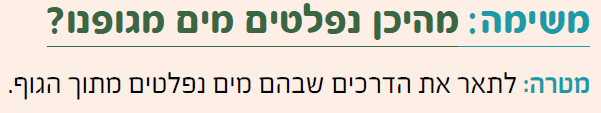 משימה: מהיכן נפלטים מים מגופנו?
מטרה: לתאר את הדרכים שבהם מים נפלטים מתוך הגוף.